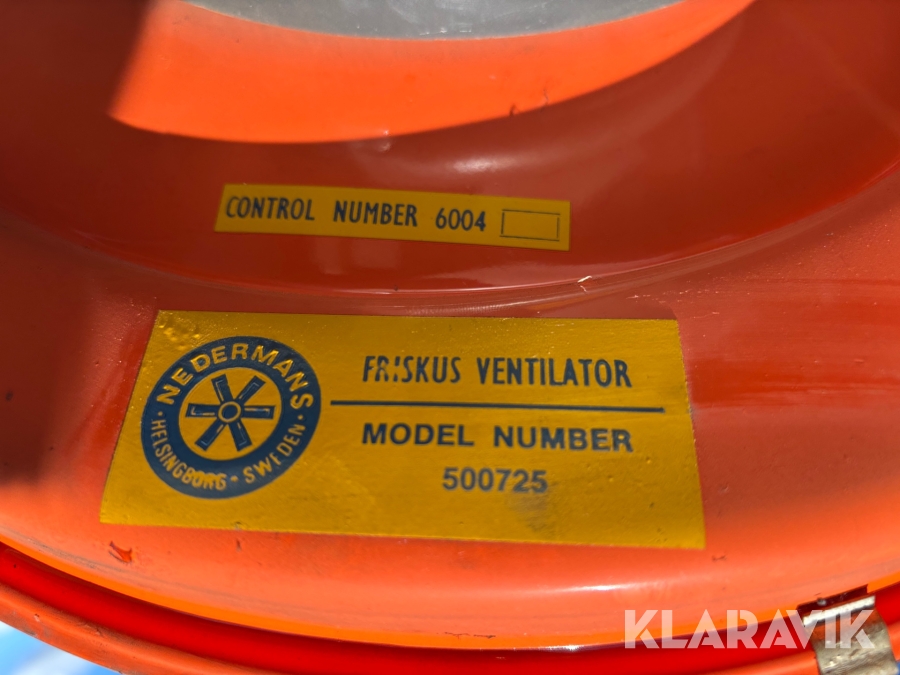 CONTROL NUMBER 6004
NEDERMANS
HELSINGBORG · SWEDEN
FRISKUS VENTILATOR
MODEL NUMBER
500725
KLARAVIK